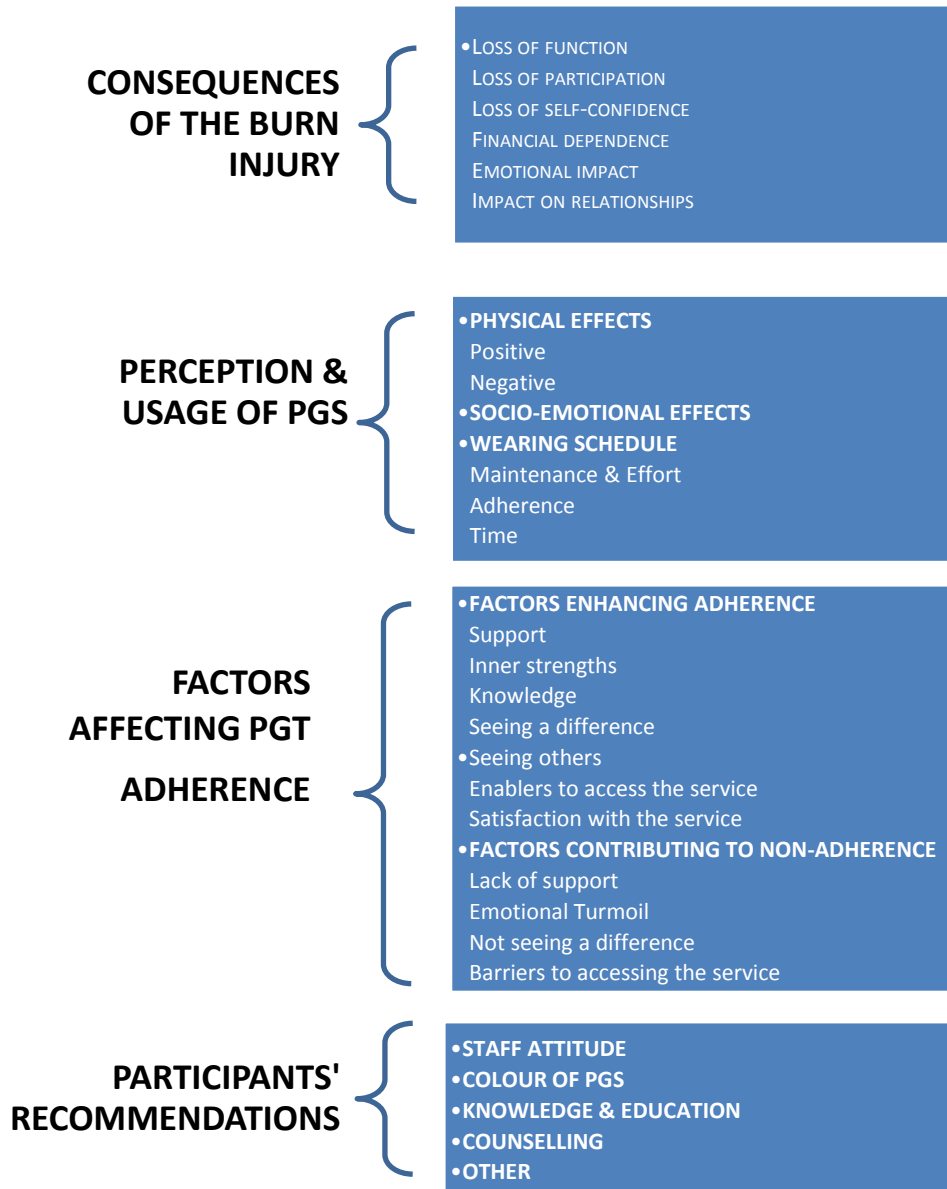 CONSEQUENCES
OF THE BURN
INJURY
•LOSS OF FUNCTION
LOSS OF PARTICIPATION
LOSS OF SELF-CONFIDENCE
FINANCIAL DEPENDENCE
EMOTIONAL IMPACT
IMPACT ON RELATIONSHIPS
PERCEPTION &
USAGE OF PGS
•PHYSICAL EFFECTS
Positive
Negative
•SOCIO-EMOTIONAL EFFECTS
•WEARING SCHEDULE
Maintenance & Effort
Adherence
Time
FACTORS
AFFECTING PGT
ADHERENCE
•FACTORS ENHANCING ADHERENCE
Support
Inner strengths
Knowledge
Seeing a difference
•Seeing others
Enablers to access the service
Satisfaction with the service
•FACTORS CONTRIBUTING TO NON-ADHERENCE
Lack of support
Emotional Turmoil
Not seeing a difference
Barriers to accessing the service
PARTICIPANTS'
RECOMMENDATIONS
•STAFF ATTITUDE
•COLOUR OF PGS
•KNOWLEDGE & EDUCATION
•COUNSELLING
•OTHER